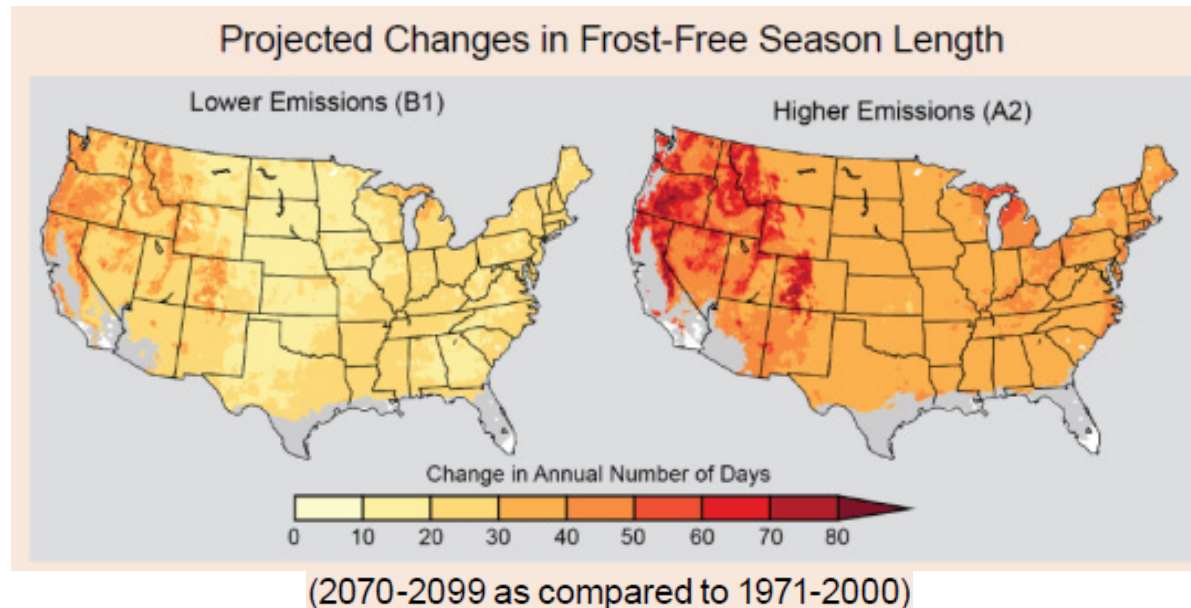 Projected Changes in Frost-Free Season Length
Lower Emissions (B1)
Higher Emissions (A2)
Change in Annual Number of Days
0 10 20 30 40 50 60 70 80
(2070-2099 as compared to 1971-2000)